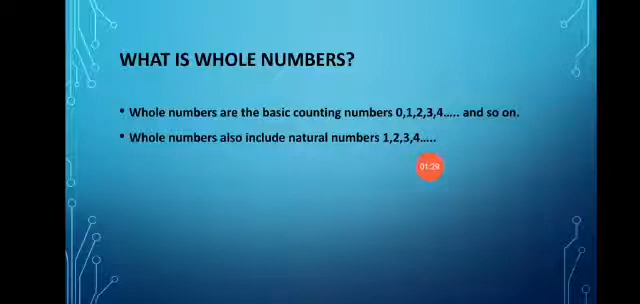 WHAT IS WHOLE NUMBERS?
• Whole numbers are the basic counting numbers 0,1,2,3,4..... and so on.
• Whole numbers also include natural numbers 1,2,3,4.....
01:29